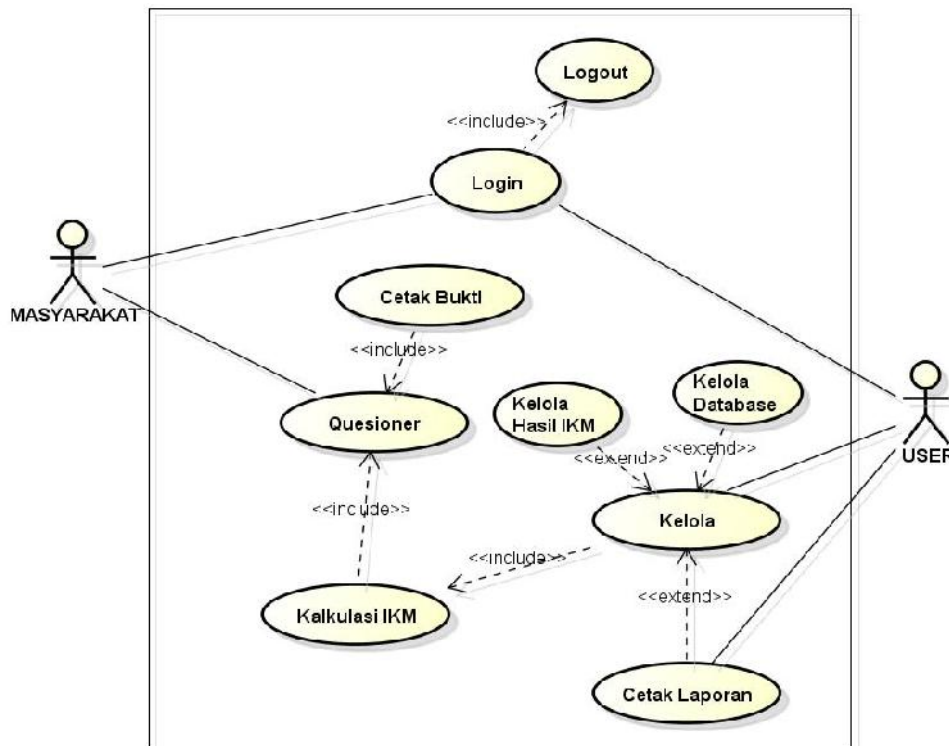 Logout
<<include>>
Login
MASYARAKAT
Cetak Bukti
<<include>>
Quesioner
Kelola
Hasil IKM
Kelola
Database
<<extend>>
<<extend>>
USER
<<include>>
Kelola
<<include>>
Kalkulasi IKM
<<extend>>
Cetak Laporan